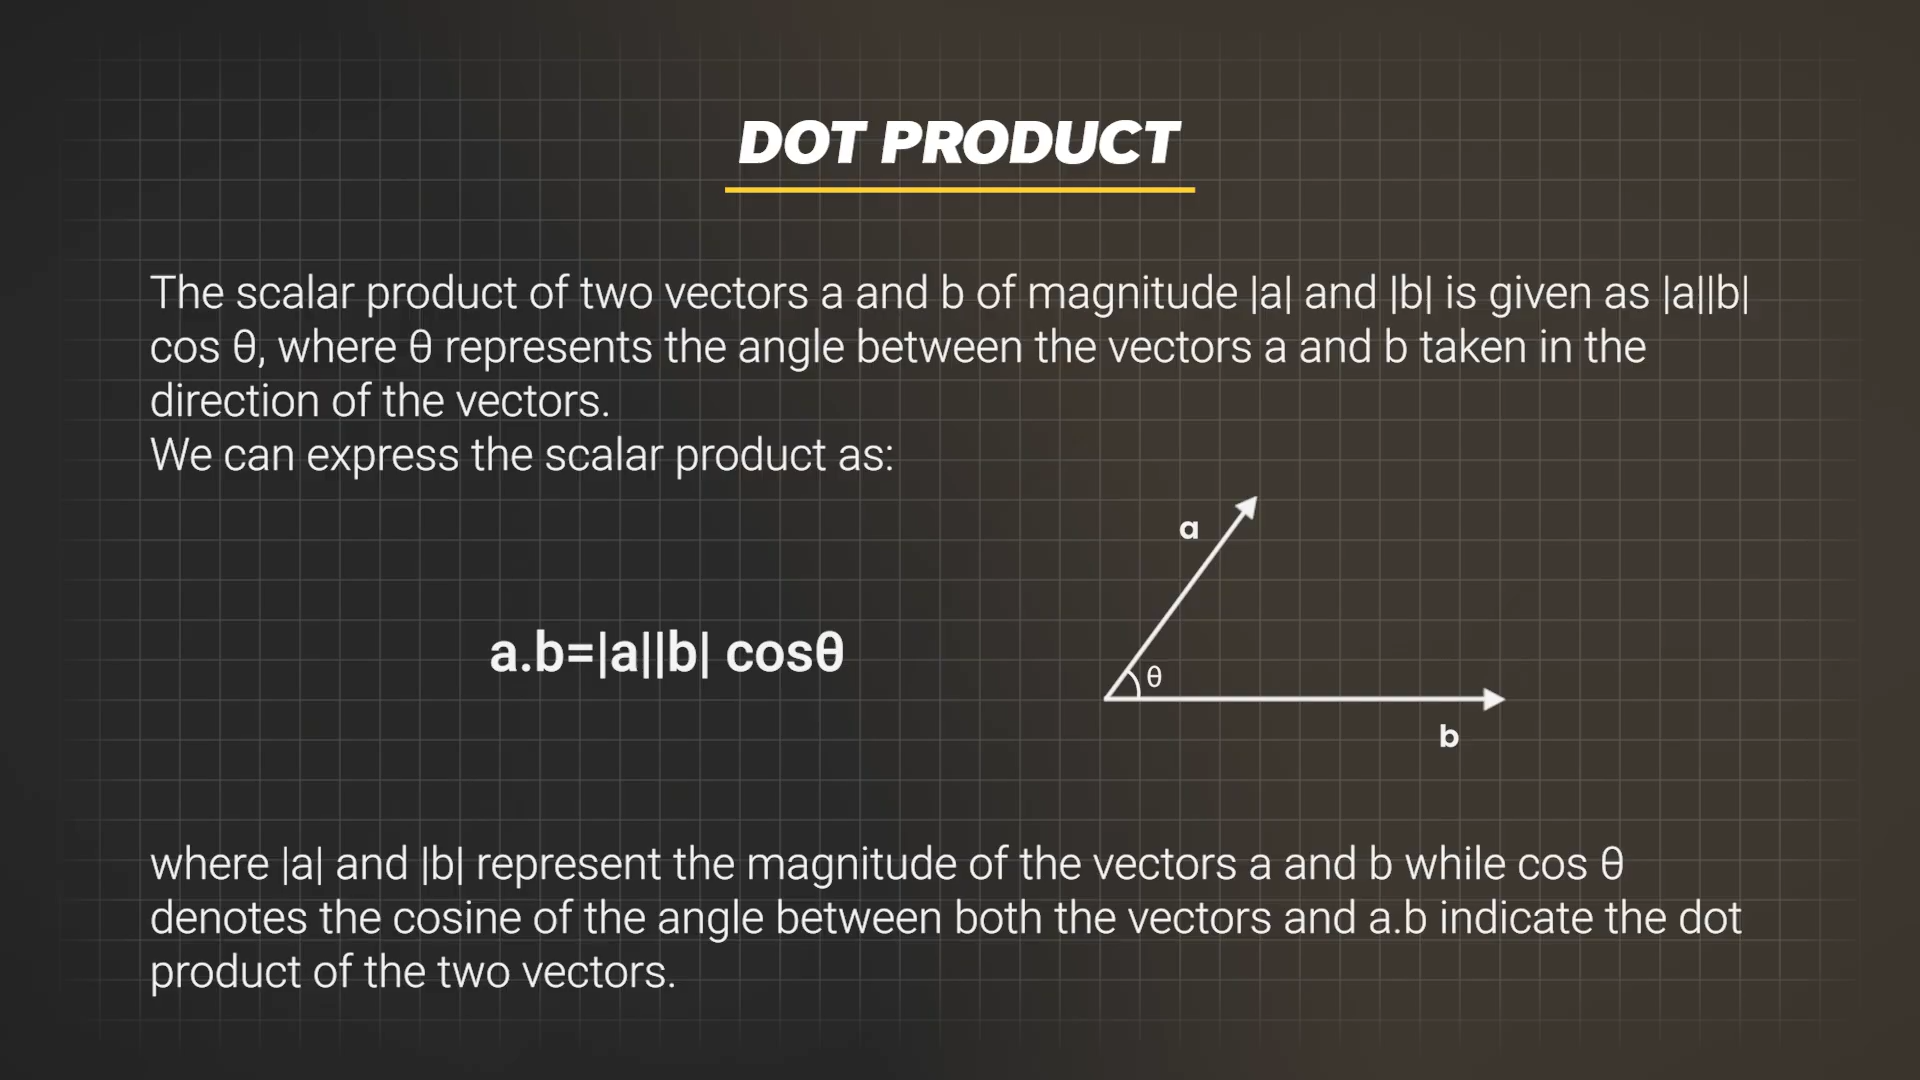 DOT PRODUCT
The scalar product of two vectors a and b of magnitude |a| and |b| is given as |a||b|
cos θ, where θ represents the angle between the vectors a and b taken in the
direction of the vectors.
We can express the scalar product as:
a
a.b=|a||b| cosθ
θ
b
where |a| and |b| represent the magnitude of the vectors a and b while cos θ
denotes the cosine of the angle between both the vectors and a.b indicate the dot
product of the two vectors.